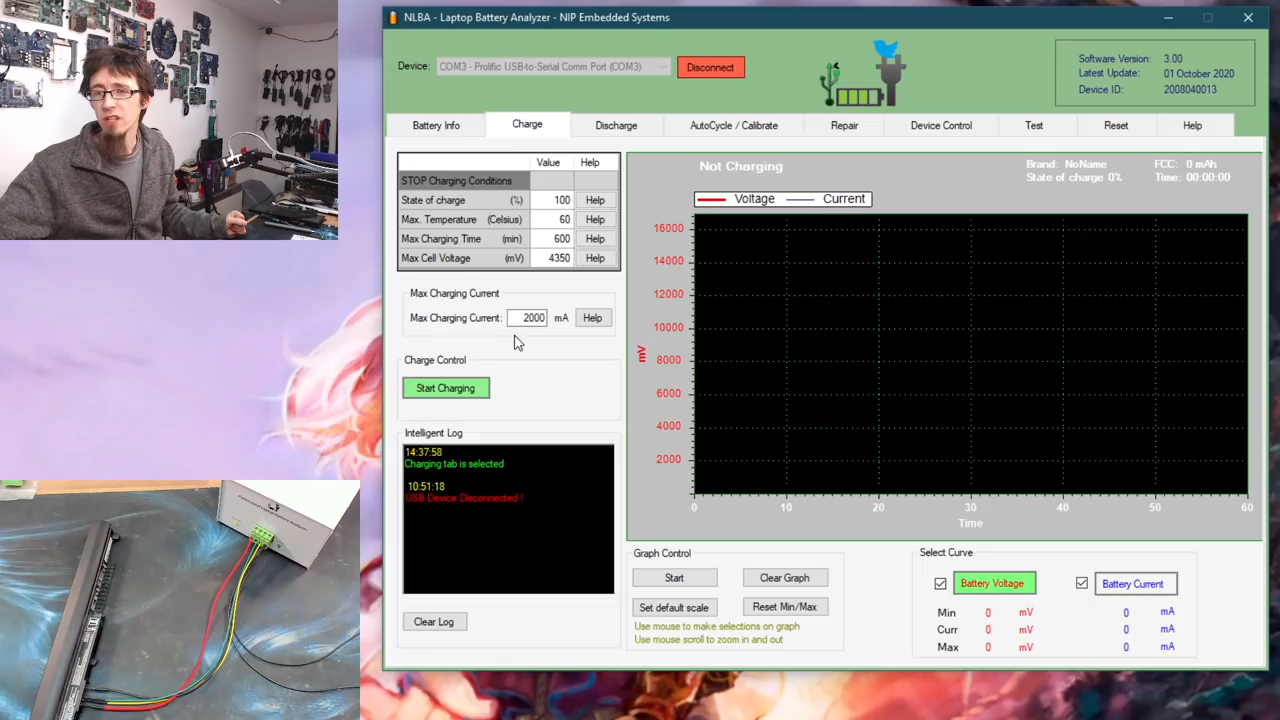 NLBA - Laptop Battery Analyzer - NIP Embedded Systems
Device: COM3 - Prolific USB-to-Serial Comm Port (COM3) Disconnect
Software Version: 3.00
Latest Update: 01 October 2020
Device ID: 2008040013
Battery Info Charge Discharge AutoCycle / Calibrate Repair Device Control Test Reset Help
Value Help
STOP Charging Conditions
State of charge (%) 100 Help
Max. Temperature (Celsius) 60 Help
Max Charging Time (min) 600 Help
Max Cell Voltage (mV) 4350 Help
Max Charging Current
Max Charging Current: 2000 mA Help
Charge Control
Start Charging
Intelligent Log
14:37:58
Charging tab is selected
10:51:18
USB Device Disconnected !
Clear Log
Not Charging
Brand: NoName FCC: 0 mAh
State of charge 0% Time: 00:00:00
Voltage Current
16000
14000
12000
10000
8000
6000
4000
2000
mV
0 10 20 30 40 50 60
Time
Graph Control
Start Clear Graph
Set default scale Reset Min/Max
Use mouse to make selections on graph
Use mouse scroll to zoom in and out
Select Curve
Battery Voltage Battery Current
Min 0 mV 0 mA
Curr 0 mV 0 mA
Max 0 mV 0 mA